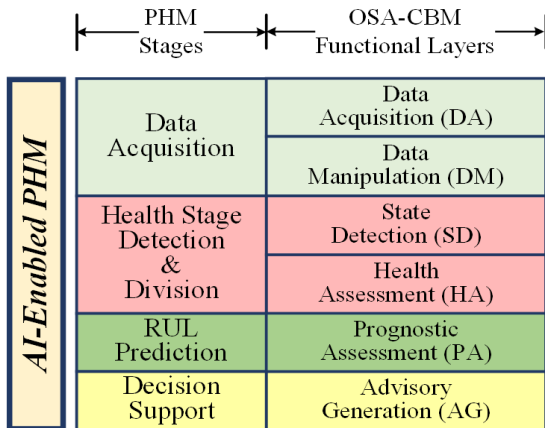 PHM
Stages
OSA-CBM
Functional Layers
AI-Enabled PHM
Data
Acquisition
Data
Acquisition (DA)
Data
Manipulation (DM)
Health Stage
Detection
&
Division
State
Detection (SD)
Health
Assessment (HA)
RUL
Prediction
Prognostic
Assessment (PA)
Decision
Support
Advisory
Generation (AG)